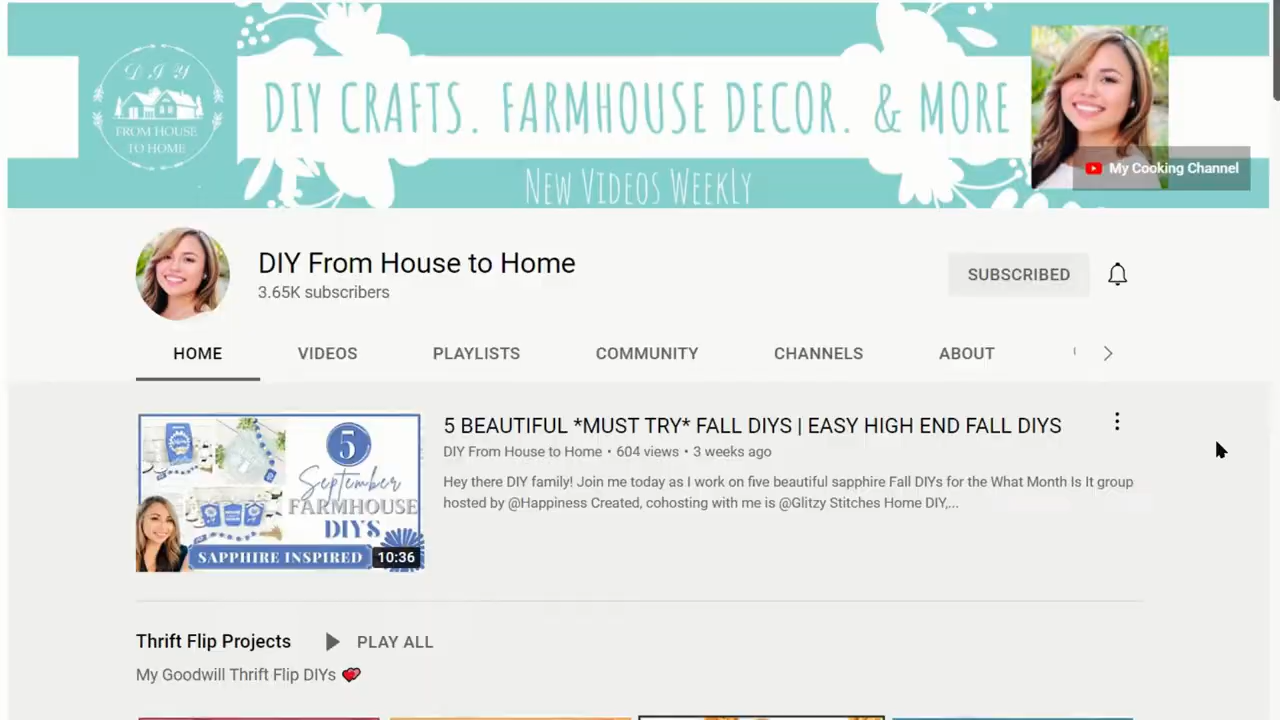 DIY
FROM HOUSE
TO HOME
DIY CRAFTS. FARMHOUSE DECOR. & MORE
NEW VIDEOS WEEKLY
My Cooking Channel
DIY From House to Home
3.65K subscribers
SUBSCRIBED
HOME VIDEOS PLAYLISTS COMMUNITY CHANNELS ABOUT
5 BEAUTIFUL *MUST TRY* FALL DIYS | EASY HIGH END FALL DIYS
DIY From House to Home • 604 views • 3 weeks ago
Hey there DIY family! Join me today as I work on five beautiful sapphire Fall DIYs for the What Month Is It group
hosted by @Happiness Created, cohosting with me is @Glitzy Stitches Home DIY,...
5
September
FARMHOUSE
DIYS
SAPPHIRE INSPIRED
10:36
Thrift Flip Projects PLAY ALL
My Goodwill Thrift Flip DIYs